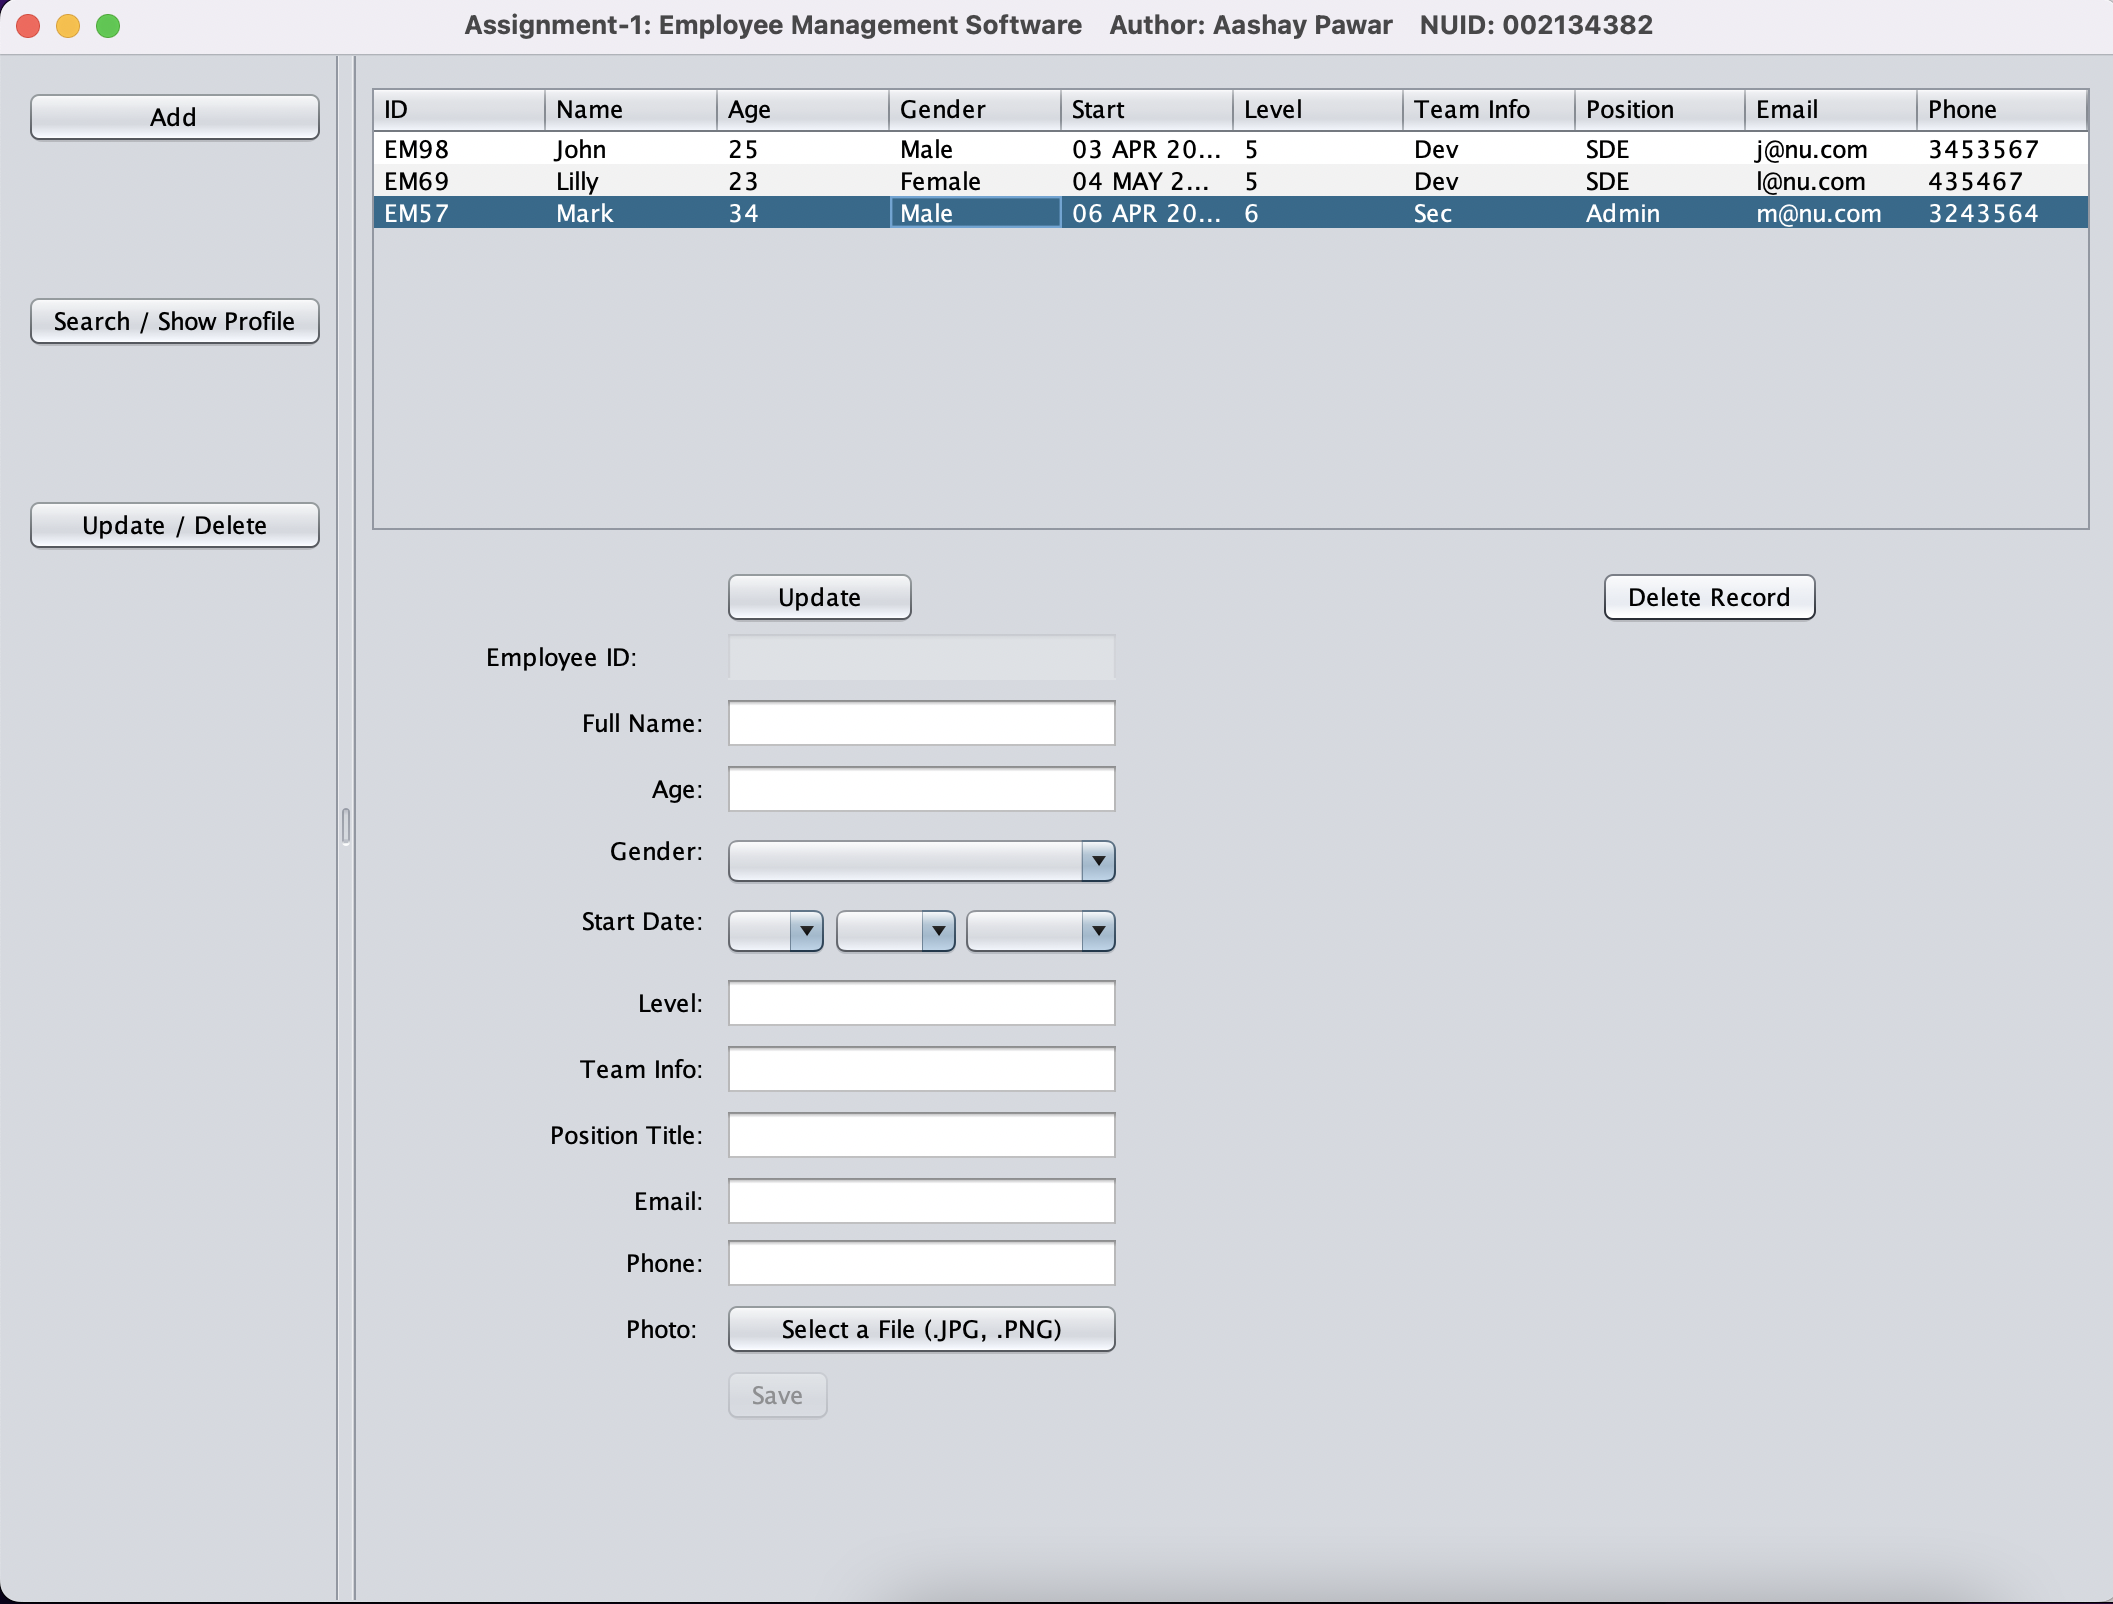 Assignment-1: Employee Management Software Author: Aashay Pawar NUID: 002134382
Add
Search / Show Profile
Update / Delete
ID Name Age Gender Start Level Team Info Position Email Phone
EM98 John 25 Male 03 APR 20... 5 Dev SDE j@nu.com 3453567
EM69 Lilly 23 Female 04 MAY 2... 5 Dev SDE l@nu.com 435467
EM57 Mark 34 Male 06 APR 20... 6 Sec Admin m@nu.com 3243564
Update Delete Record
Employee ID:
Full Name:
Age:
Gender:
Start Date:
Level:
Team Info:
Position Title:
Email:
Phone:
Photo: Select a File (.JPG, .PNG)
Save